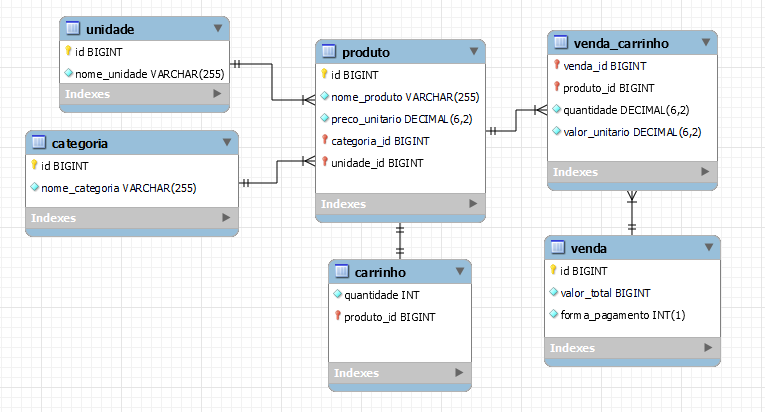 unidade
id BIGINT
nome_unidade VARCHAR(255)
Indexes
categoria
id BIGINT
nome_categoria VARCHAR(255)
Indexes
produto
id BIGINT
nome_produto VARCHAR(255)
preco_unitario DECIMAL(6,2)
categoria_id BIGINT
unidade_id BIGINT
Indexes
carrinho
quantidade INT
produto_id BIGINT
Indexes
venda_carrinho
venda_id BIGINT
produto_id BIGINT
quantidade DECIMAL(6,2)
valor_unitario DECIMAL(6,2)
Indexes
venda
id BIGINT
valor_total BIGINT
forma_pagamento INT(1)
Indexes